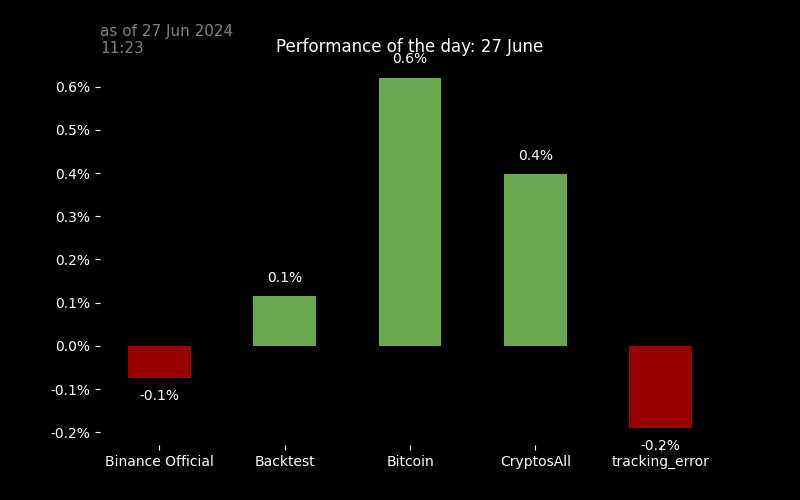 as of 27 Jun 2024
11:23
Performance of the day: 27 June
0.6%
0.6%
0.5%
0.4%
0.4%
0.3%
0.2%
0.1%
0.1%
0.0%
-0.1%
-0.1%
-0.2%
-0.2%
Binance Official
Backtest
Bitcoin
CryptosAll
tracking_error